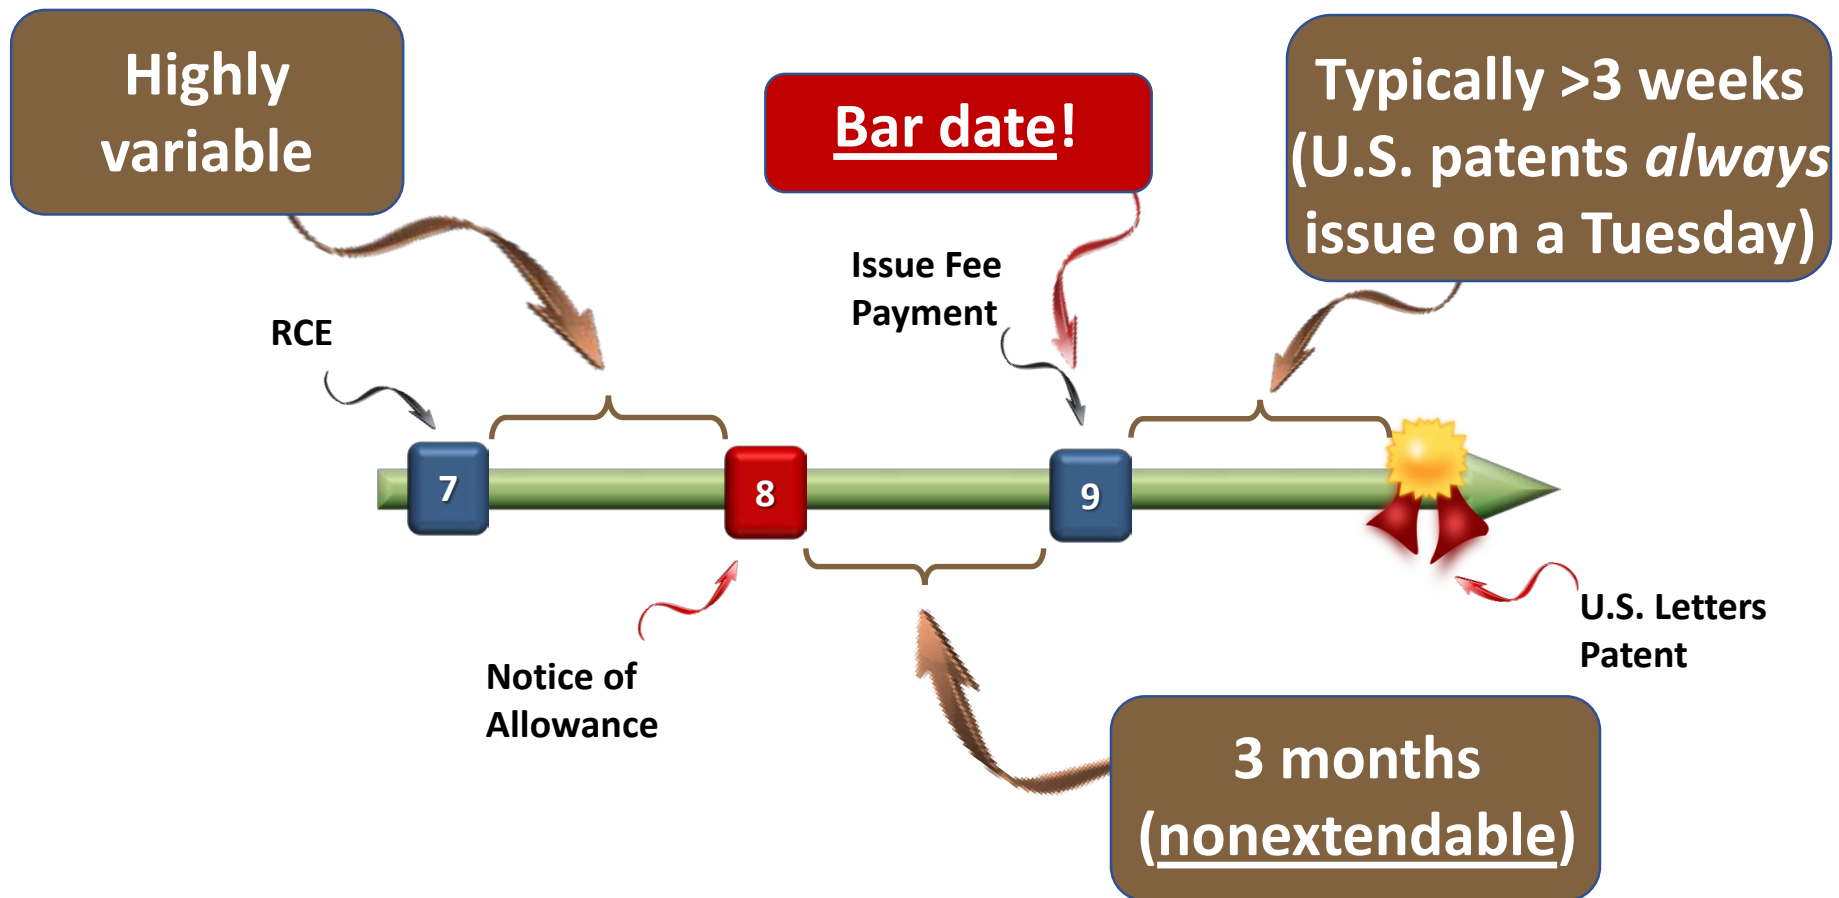 Highly
variable
Bar date!
Typically >3 weeks
(U.S. patents always
issue on a Tuesday)
Issue Fee
Payment
RCE
7
8
9
U.S. Letters
Patent
Notice of
Allowance
3 months
(nonextendable)